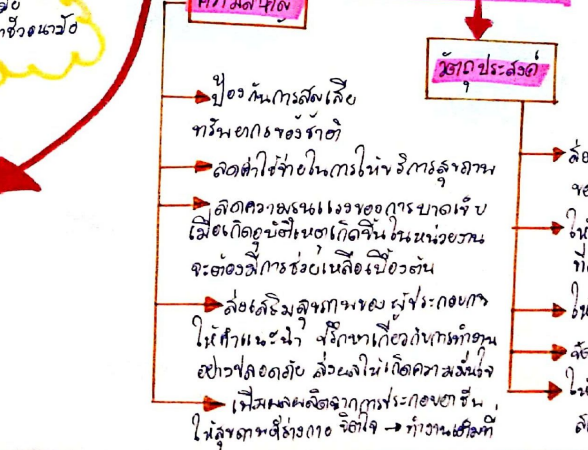 ความสำคัญ
ป้องกันการสูญเสีย
ทรัพยากรของชาติ
ลดค่าใช้จ่ายในการให้บริการสุขภาพ
ลดความรุนแรงของการบาดเจ็บ
เมื่อเกิดอุบัติเหตุเกิดขึ้นในหน่วยงาน
จะต้องมีการช่วยเหลือเบื้องต้น
ส่งเสริมสุขภาพของผู้ประกอบการ
ให้คำแนะนำ ปรึกษาเกี่ยวกับการทำงาน
อย่างปลอดภัย ส่งผลให้เกิดความมั่นใจ
เพิ่มผลผลิตจากการประกอบอาชีพ
ให้สุขภาพดีร่างกาย จิตใจ → ทำงานเต็มที่
วัตถุประสงค์
ให้
ให้